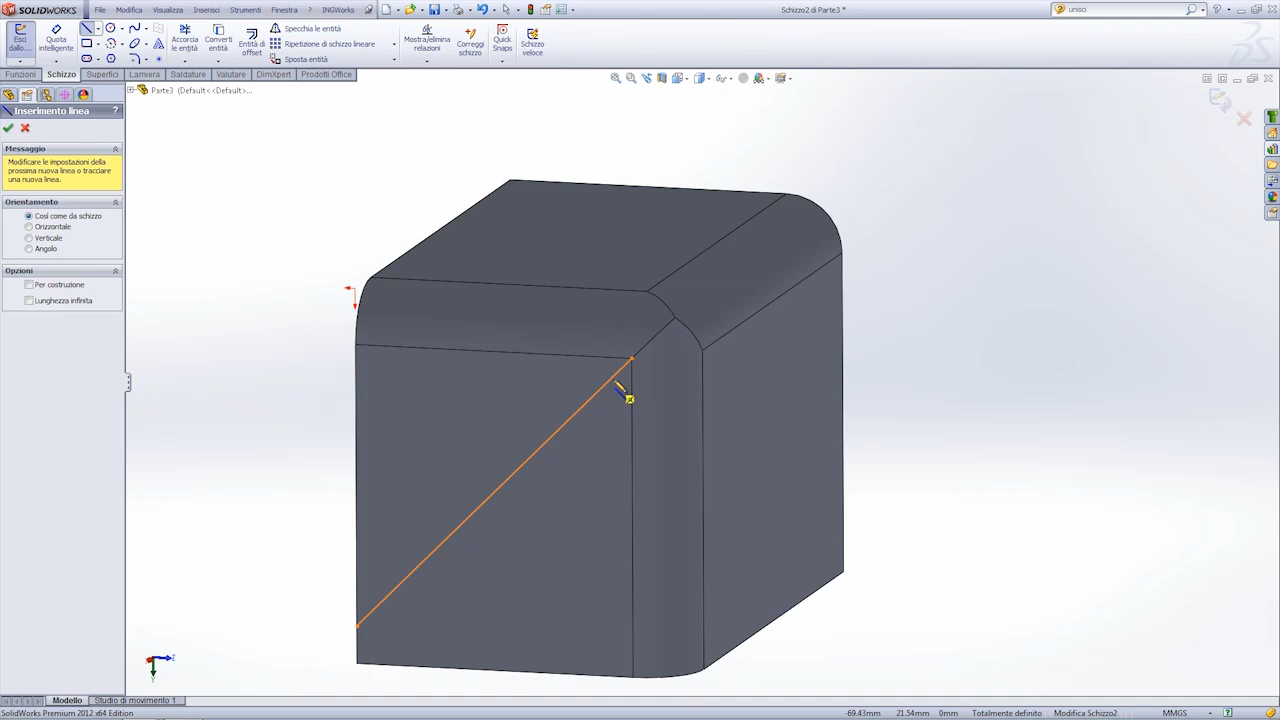 SOLIDWORKS
File Modifica Visualizza Inserisci Strumenti Finestra ? INGWorks
Schizzo2 di Parte3 *
unisci
Esci dallo...
Quota intelligente
Accorcia le entità
Converti entità
Entità di offset
Specchia le entità
Ripetizione di schizzo lineare
Sposta entità
Mostra/elimina relazioni
Correggi schizzo
Quick Snaps
Schizzo veloce
Funzioni Schizzo Superfici Lamiera Saldature Valutare DimXpert Prodotti Office
Parte3 (Default<<Default>...
Inserimento linea ?
Messaggio
Modificare le impostazioni della
prossima nuova linea o tracciare
una nuova linea.
Orientamento
Così come da schizzo
Orizzontale
Verticale
Angolo
Opzioni
Per costruzione
Lunghezza infinita
Z
Modello Studio di movimento 1
SolidWorks Premium 2012 x64 Edition
-69.43mm 21.54mm 0mm Totalmente definito Modifica Schizzo2 MMGS